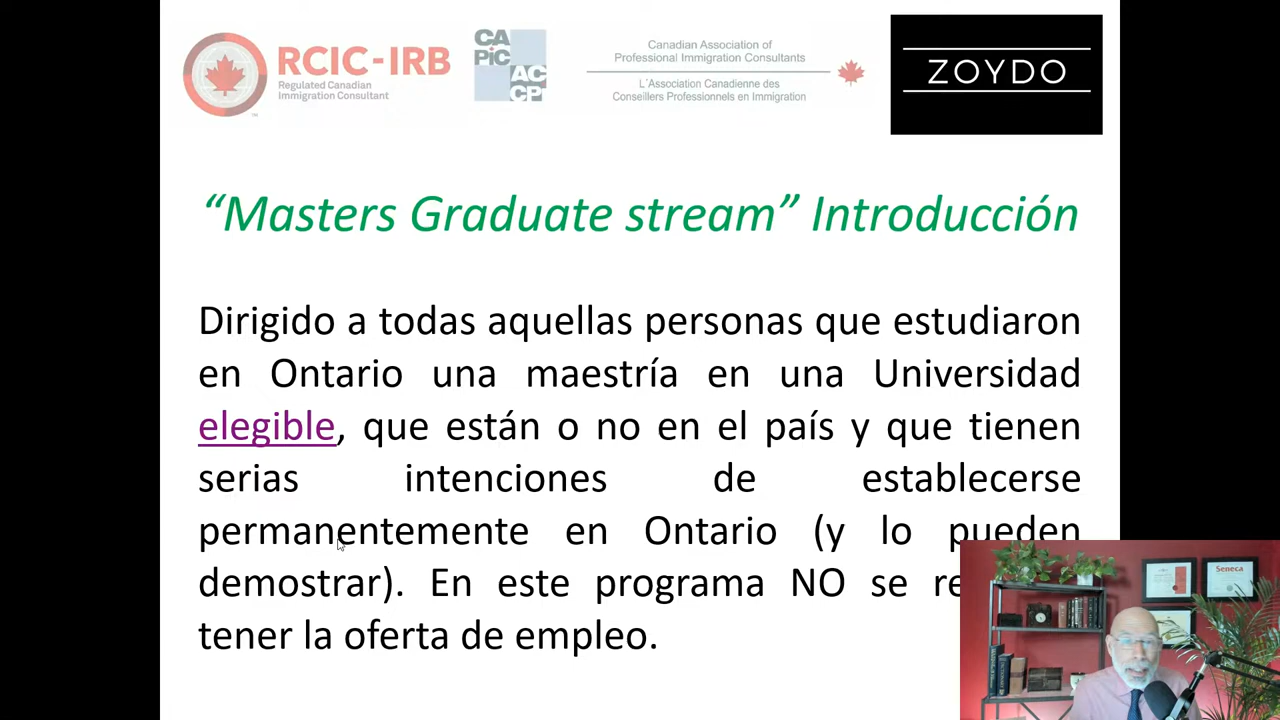 RCIC-IRB
Regulated Canadian
Immigration Consultant
CA
PiC
AC
CP
Canadian Association of
Professional Immigration Consultants
L'Association Canadienne des
Conseillers Professionnels en Immigration
ZOYDO
“Masters Graduate stream” Introducción
Dirigido a todas aquellas personas que estudiaron
en Ontario una maestría en una Universidad
elegible, que están o no en el país y que tienen
serias intenciones de establecerse
permanentemente en Ontario (y lo pueden
demostrar). En este programa NO se re
tener la oferta de empleo.
Seneca